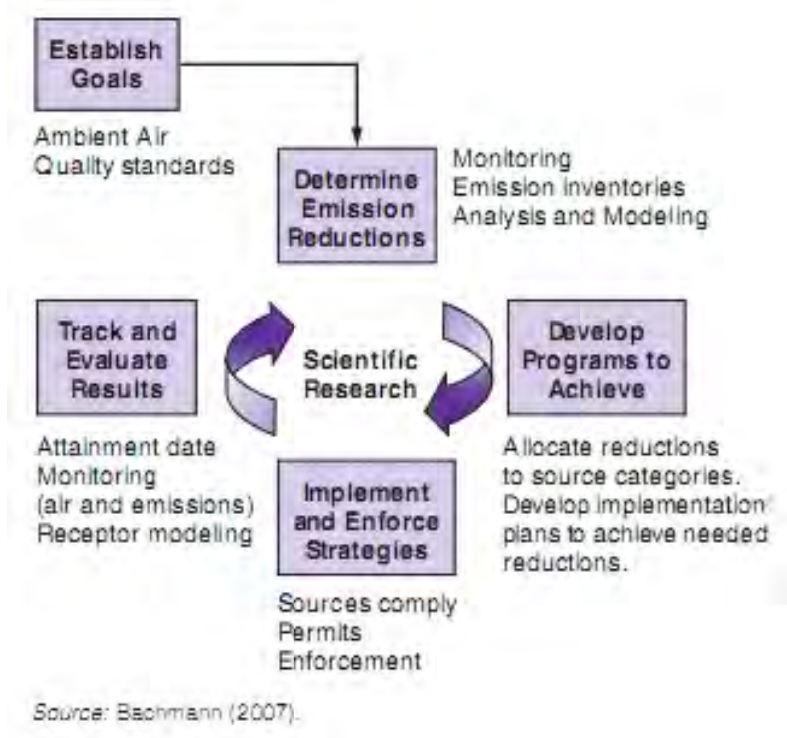 Establish
Goals
Ambient Air
Quality standards
Determine
Emission
Reductions
Monitoring
Emission inventories
Analysis and Modeling
Track and
Evaluate
Results
Scientific
Research
Develop
Programs to
Achieve
Attainment date
Monitoring
(air and emissions)
Receptor modeling
Implement
and Enforce
Strategies
Allocate reductions
to source categories.
Develop implementation
plans to achieve needed
reductions.
Sources comply
Permits
Enforcement
Source: Bachmann (2007).